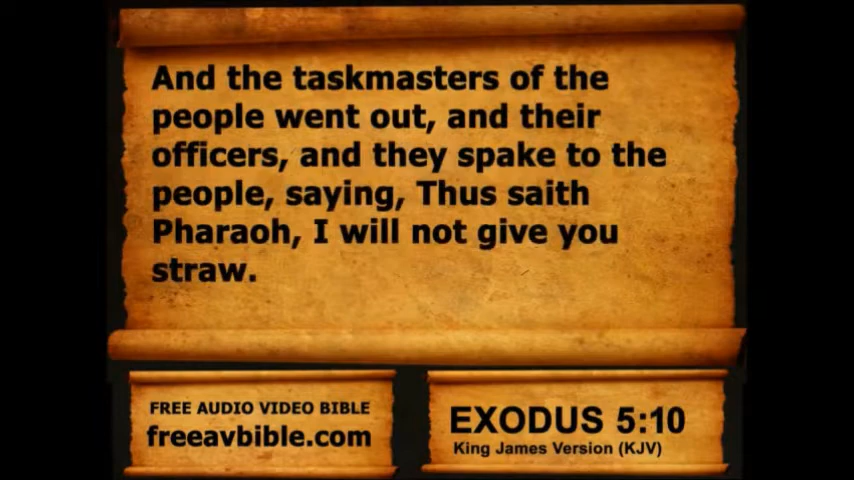 And the taskmasters of the
people went out, and their
officers, and they spake to the
people, saying, Thus saith
Pharaoh, I will not give you
straw.
FREE AUDIO VIDEO BIBLE
freeavbible.com
EXODUS 5:10
King James Version (KJV)